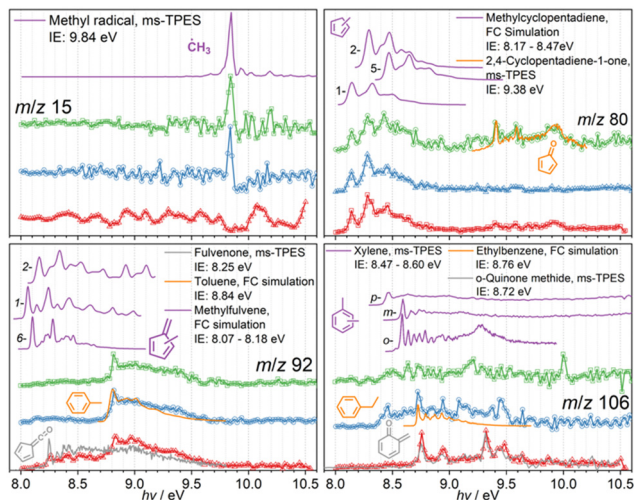 Methyl radical, ms-TPES
IE: 9.84 eV
ĊH₃
m/z 15
Methylcyclopentadiene,
FC Simulation
IE: 8.17 - 8.47eV
2,4-Cyclopentadiene-1-one,
ms-TPES
IE: 9.38 eV
2-
5-
1-
m/z 80
O
Fulvenone, ms-TPES
IE: 8.25 eV
Toluene, FC simulation
IE: 8.84 eV
Methylfulvene,
FC simulation
IE: 8.07 - 8.18 eV
2-
1-
6-
m/z 92
C=O
8.0 8.5 9.0 9.5 10.0 10.5
hν / eV
Xylene, ms-TPES
IE: 8.47 - 8.60 eV
Ethylbenzene, FC simulation
IE: 8.76 eV
o-Quinone methide, ms-TPES
IE: 8.72 eV
p-
m-
o-
m/z 106
O
8.0 8.5 9.0 9.5 10.0 10.5
hν / eV